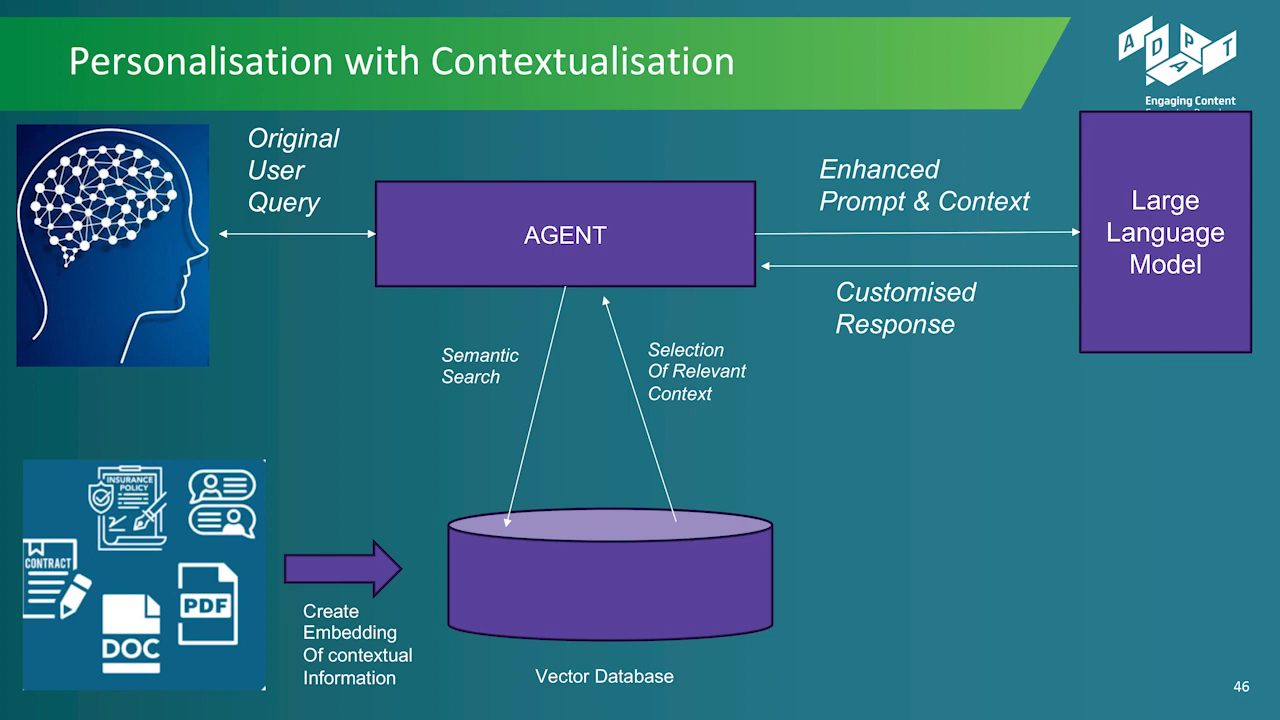 Personalisation with Contextualisation
ADAPT
Engaging Content
Original
User
Query
AGENT
Enhanced
Prompt & Context
Large
Language
Model
Customised
Response
Semantic
Search
Selection
Of Relevant
Context
INSURANCE
POLICY
CONTRACT
PDF
DOC
Create
Embedding
Of contextual
Information
Vector Database
46